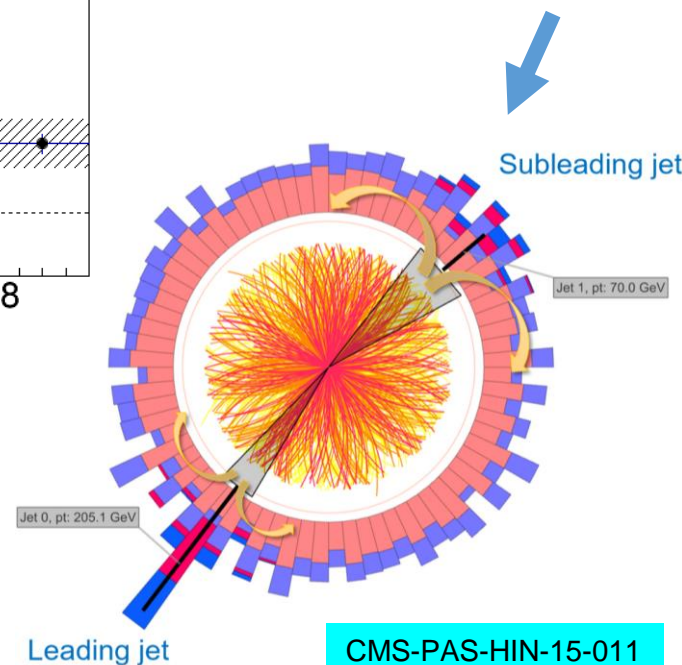 Subleading jet
Jet 1, pt: 70.0 GeV
8
Jet 0, pt: 205.1 GeV
Leading jet
CMS-PAS-HIN-15-011